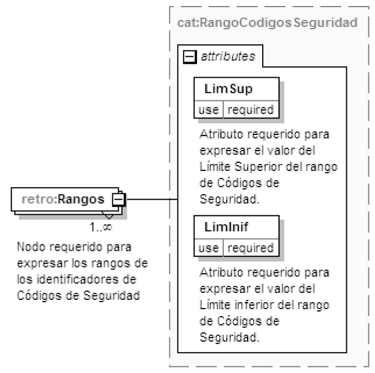 cat:RangoCodigosSeguridad
attributes
LimSup
use required
Atributo requerido para
expresar el valor del
Límite Superior del rango
de Códigos de
Seguridad.
retro:Rangos
1..∞
Nodo requerido para
expresar los rangos de
los identificadores de
Códigos de Seguridad
LimInif
use required
Atributo requerido para
expresar el valor del
Límite inferior del rango
de Códigos de
Seguridad.